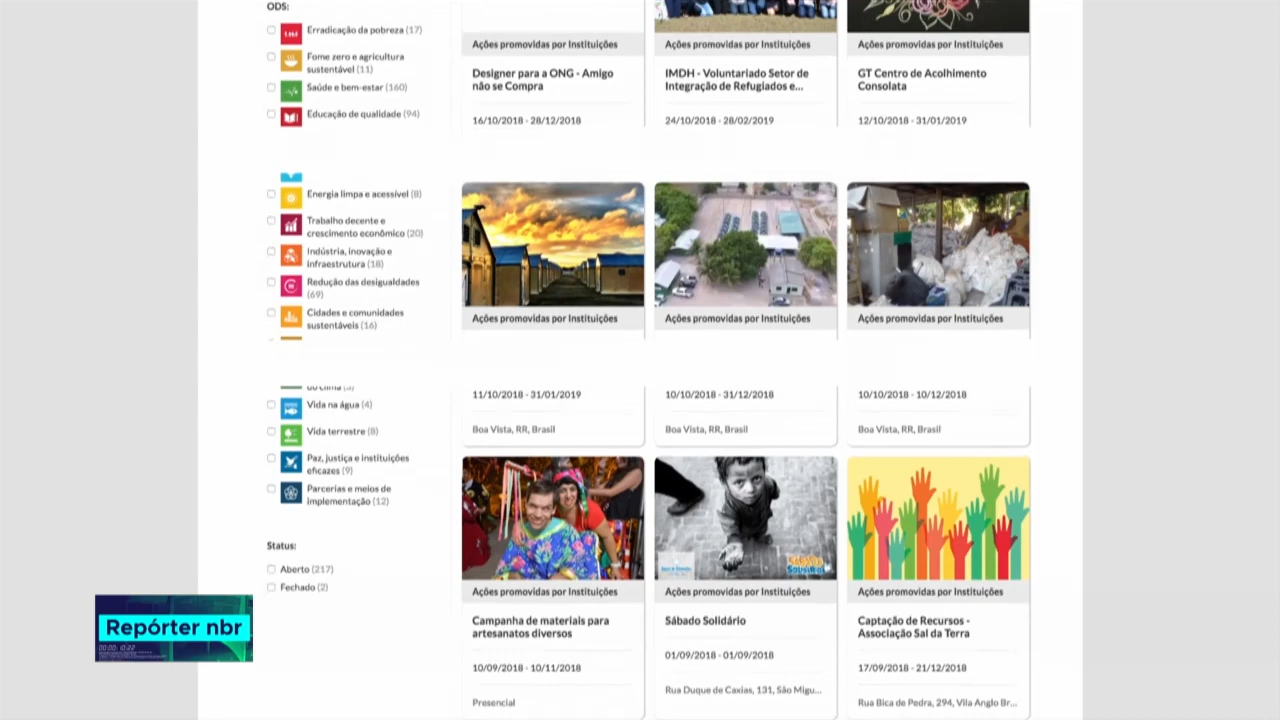 ODS:
Erradicação da pobreza (17)
Fome zero e agricultura
sustentável (11)
Saúde e bem-estar (160)
Educação de qualidade (94)
Energia limpa e acessível (8)
Trabalho decente e
crescimento econômico (20)
Indústria, inovação e
infraestrutura (18)
Redução das desigualdades
(69)
Cidades e comunidades
sustentáveis (16)
Vida na água (4)
Vida terrestre (8)
Paz, justiça e instituições
eficazes (9)
Parcerias e meios de
implementação (12)
Status:
Aberto (217)
Fechado (2)
Ações promovidas por Instituições
Designer para a ONG - Amigo
não se Compra
16/10/2018 - 28/12/2018
Ações promovidas por Instituições
IMDH - Voluntariado Setor de
Integração de Refugiados e...
24/10/2018 - 28/02/2019
Ações promovidas por Instituições
GT Centro de Acolhimento
Consolata
12/10/2018 - 31/01/2019
Ações promovidas por Instituições
11/10/2018 - 31/01/2019
Boa Vista, RR, Brasil
Ações promovidas por Instituições
10/10/2018 - 31/12/2018
Boa Vista, RR, Brasil
Ações promovidas por Instituições
10/10/2018 - 10/12/2018
Boa Vista, RR, Brasil
Ações promovidas por Instituições
Campanha de materiais para
artesanatos diversos
10/09/2018 - 10/11/2018
Presencial
Ações promovidas por Instituições
Sábado Solidário
01/09/2018 - 01/09/2018
Rua Duque de Caxias, 131, São Migu...
Ações promovidas por Instituições
Captação de Recursos -
Associação Sal da Terra
17/09/2018 - 21/12/2018
Rua Bica de Pedra, 294, Vila Anglo Br...
Repórter nbr